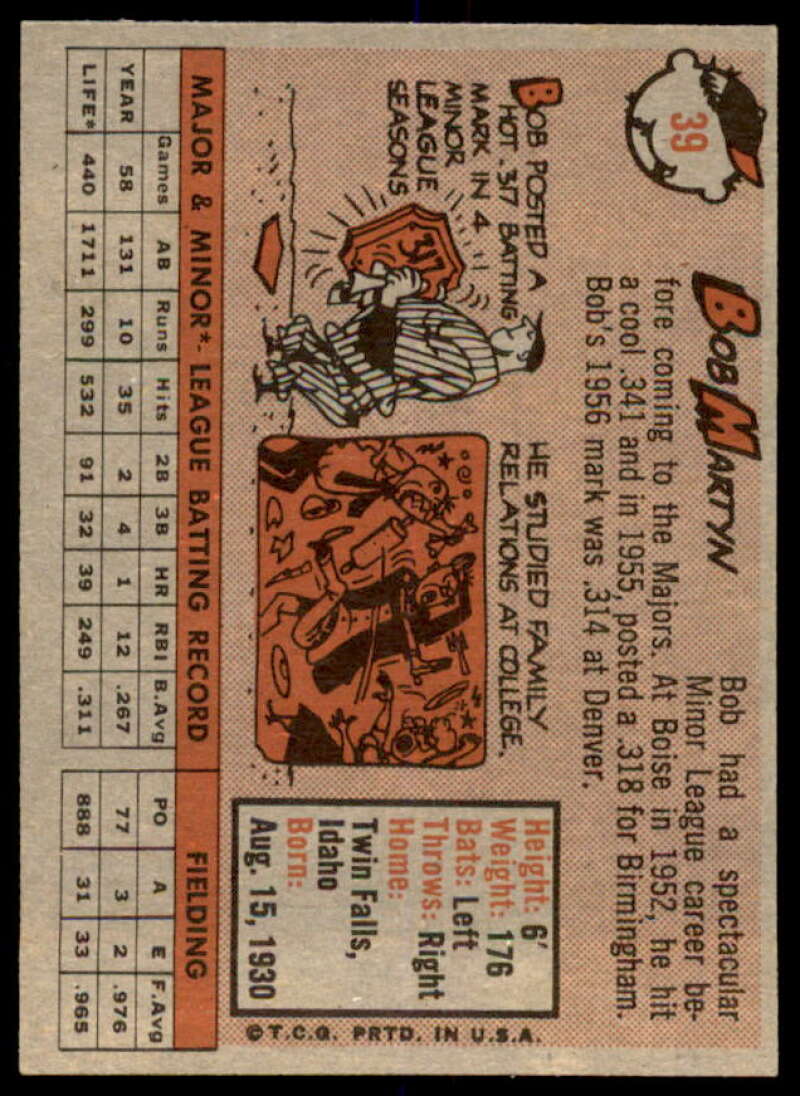 39
BOB MARTYN
Bob had a spectacular
Minor League career be-
fore coming to the Majors. At Boise in 1952, he hit
a cool .341 and in 1955, posted a .318 for Birmingham.
Bob's 1956 mark was .314 at Denver.
BOB POSTED A
HOT .317 BATTING
MARK IN 4
MINOR
LEAGUE
SEASONS
.317
HE STUDIED FAMILY
RELATIONS AT COLLEGE.
Height: 6'
Weight: 176
Bats: Left
Throws: Right
Home:
Twin Falls,
Idaho
Born:
Aug. 15, 1930
©T.C.G. PRTD. IN U.S.A.
MAJOR & MINOR*- LEAGUE BATTING RECORD FIELDING
Games AB Runs Hits 2B 3B HR RBI B.Avg PO A E F.Avg
YEAR 58 131 10 35 2 4 1 12 .267 77 3 2 .976
LIFE* 440 1711 299 532 91 32 39 249 .311 888 31 33 .965